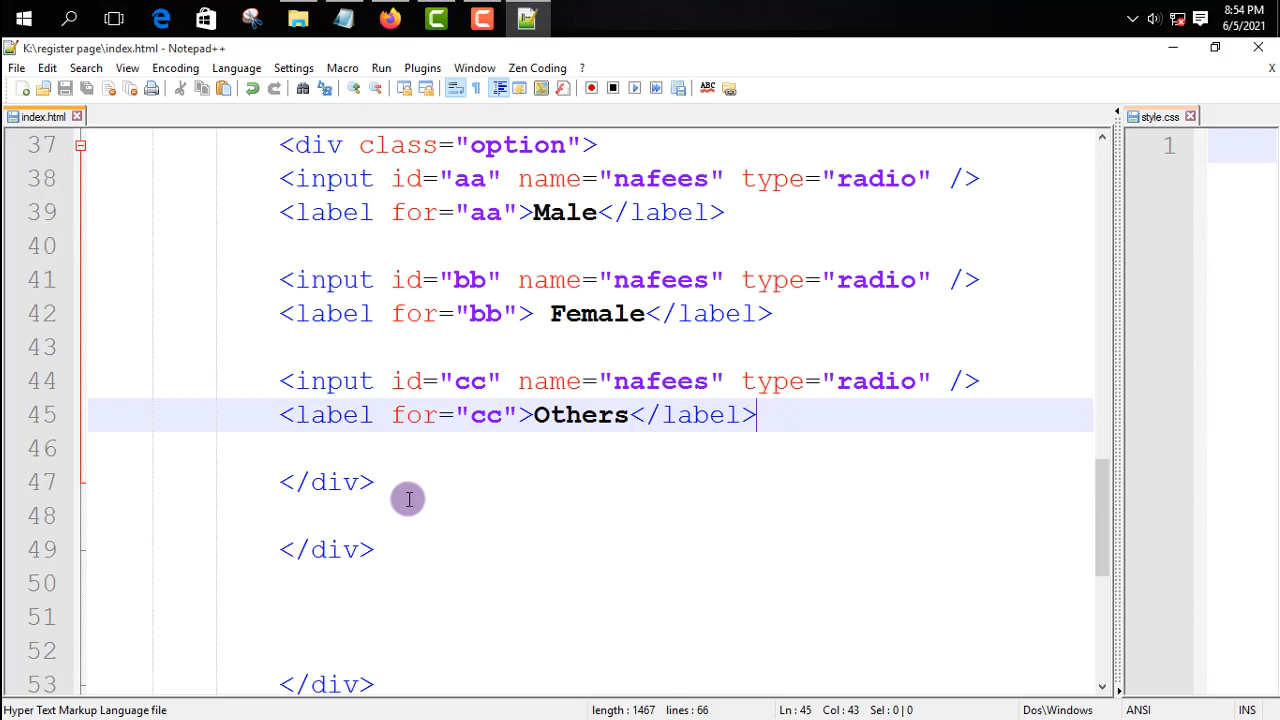 8:54 PM
6/5/2021
K:\register page\index.html - Notepad++
File Edit Search View Encoding Language Settings Macro Run Plugins Window Zen Coding ? X
index.html
style.css
37 <div class="option">
38 <input id="aa" name="nafees" type="radio" />
39 <label for="aa">Male</label>
40
41 <input id="bb" name="nafees" type="radio" />
42 <label for="bb"> Female</label>
43
44 <input id="cc" name="nafees" type="radio" />
45 <label for="cc">Others</label>
46
47 </div>
48
49 </div>
50
51
52
53 </div>
1
Hyper Text Markup Language file length : 1467 lines : 66 Ln : 45 Col : 43 Sel : 0 | 0 Dos\Windows ANSI INS